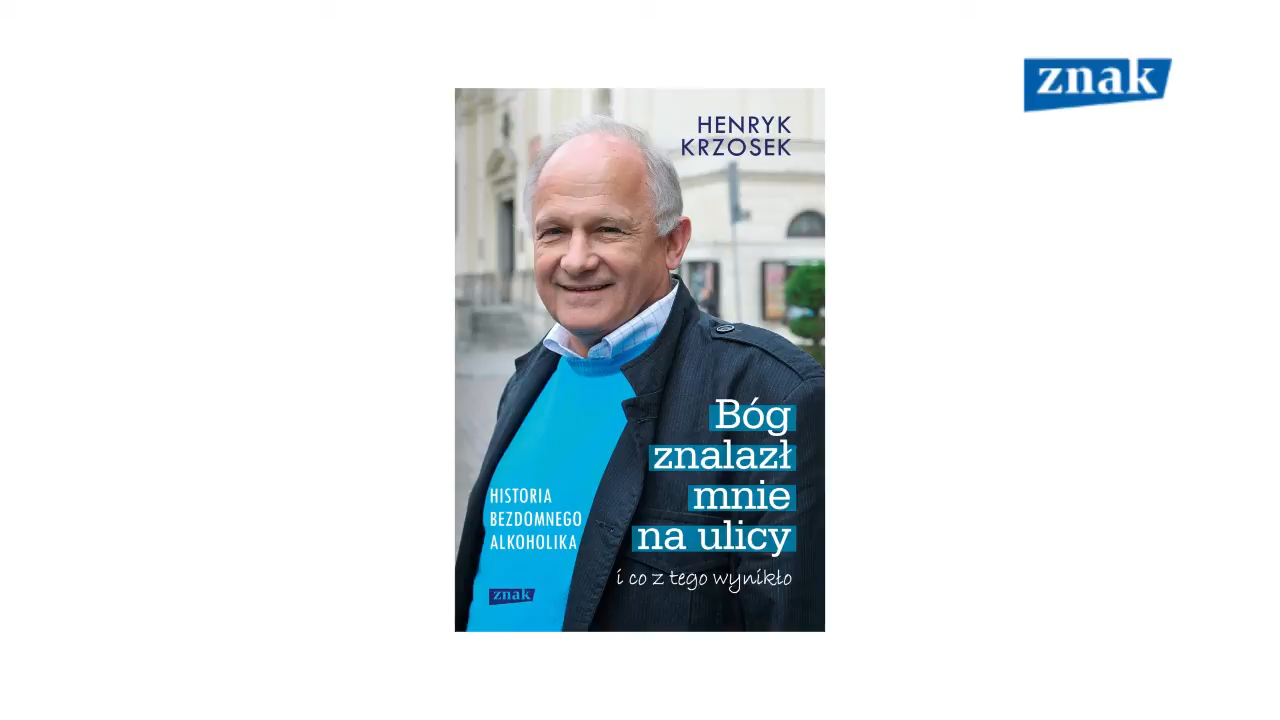 znak
HENRYK
KRZOSEK
Bóg
znalazł
mnie
na ulicy
i co z tego wynikło
HISTORIA
BEZDOMNEGO
ALKOHOLIKA
znak